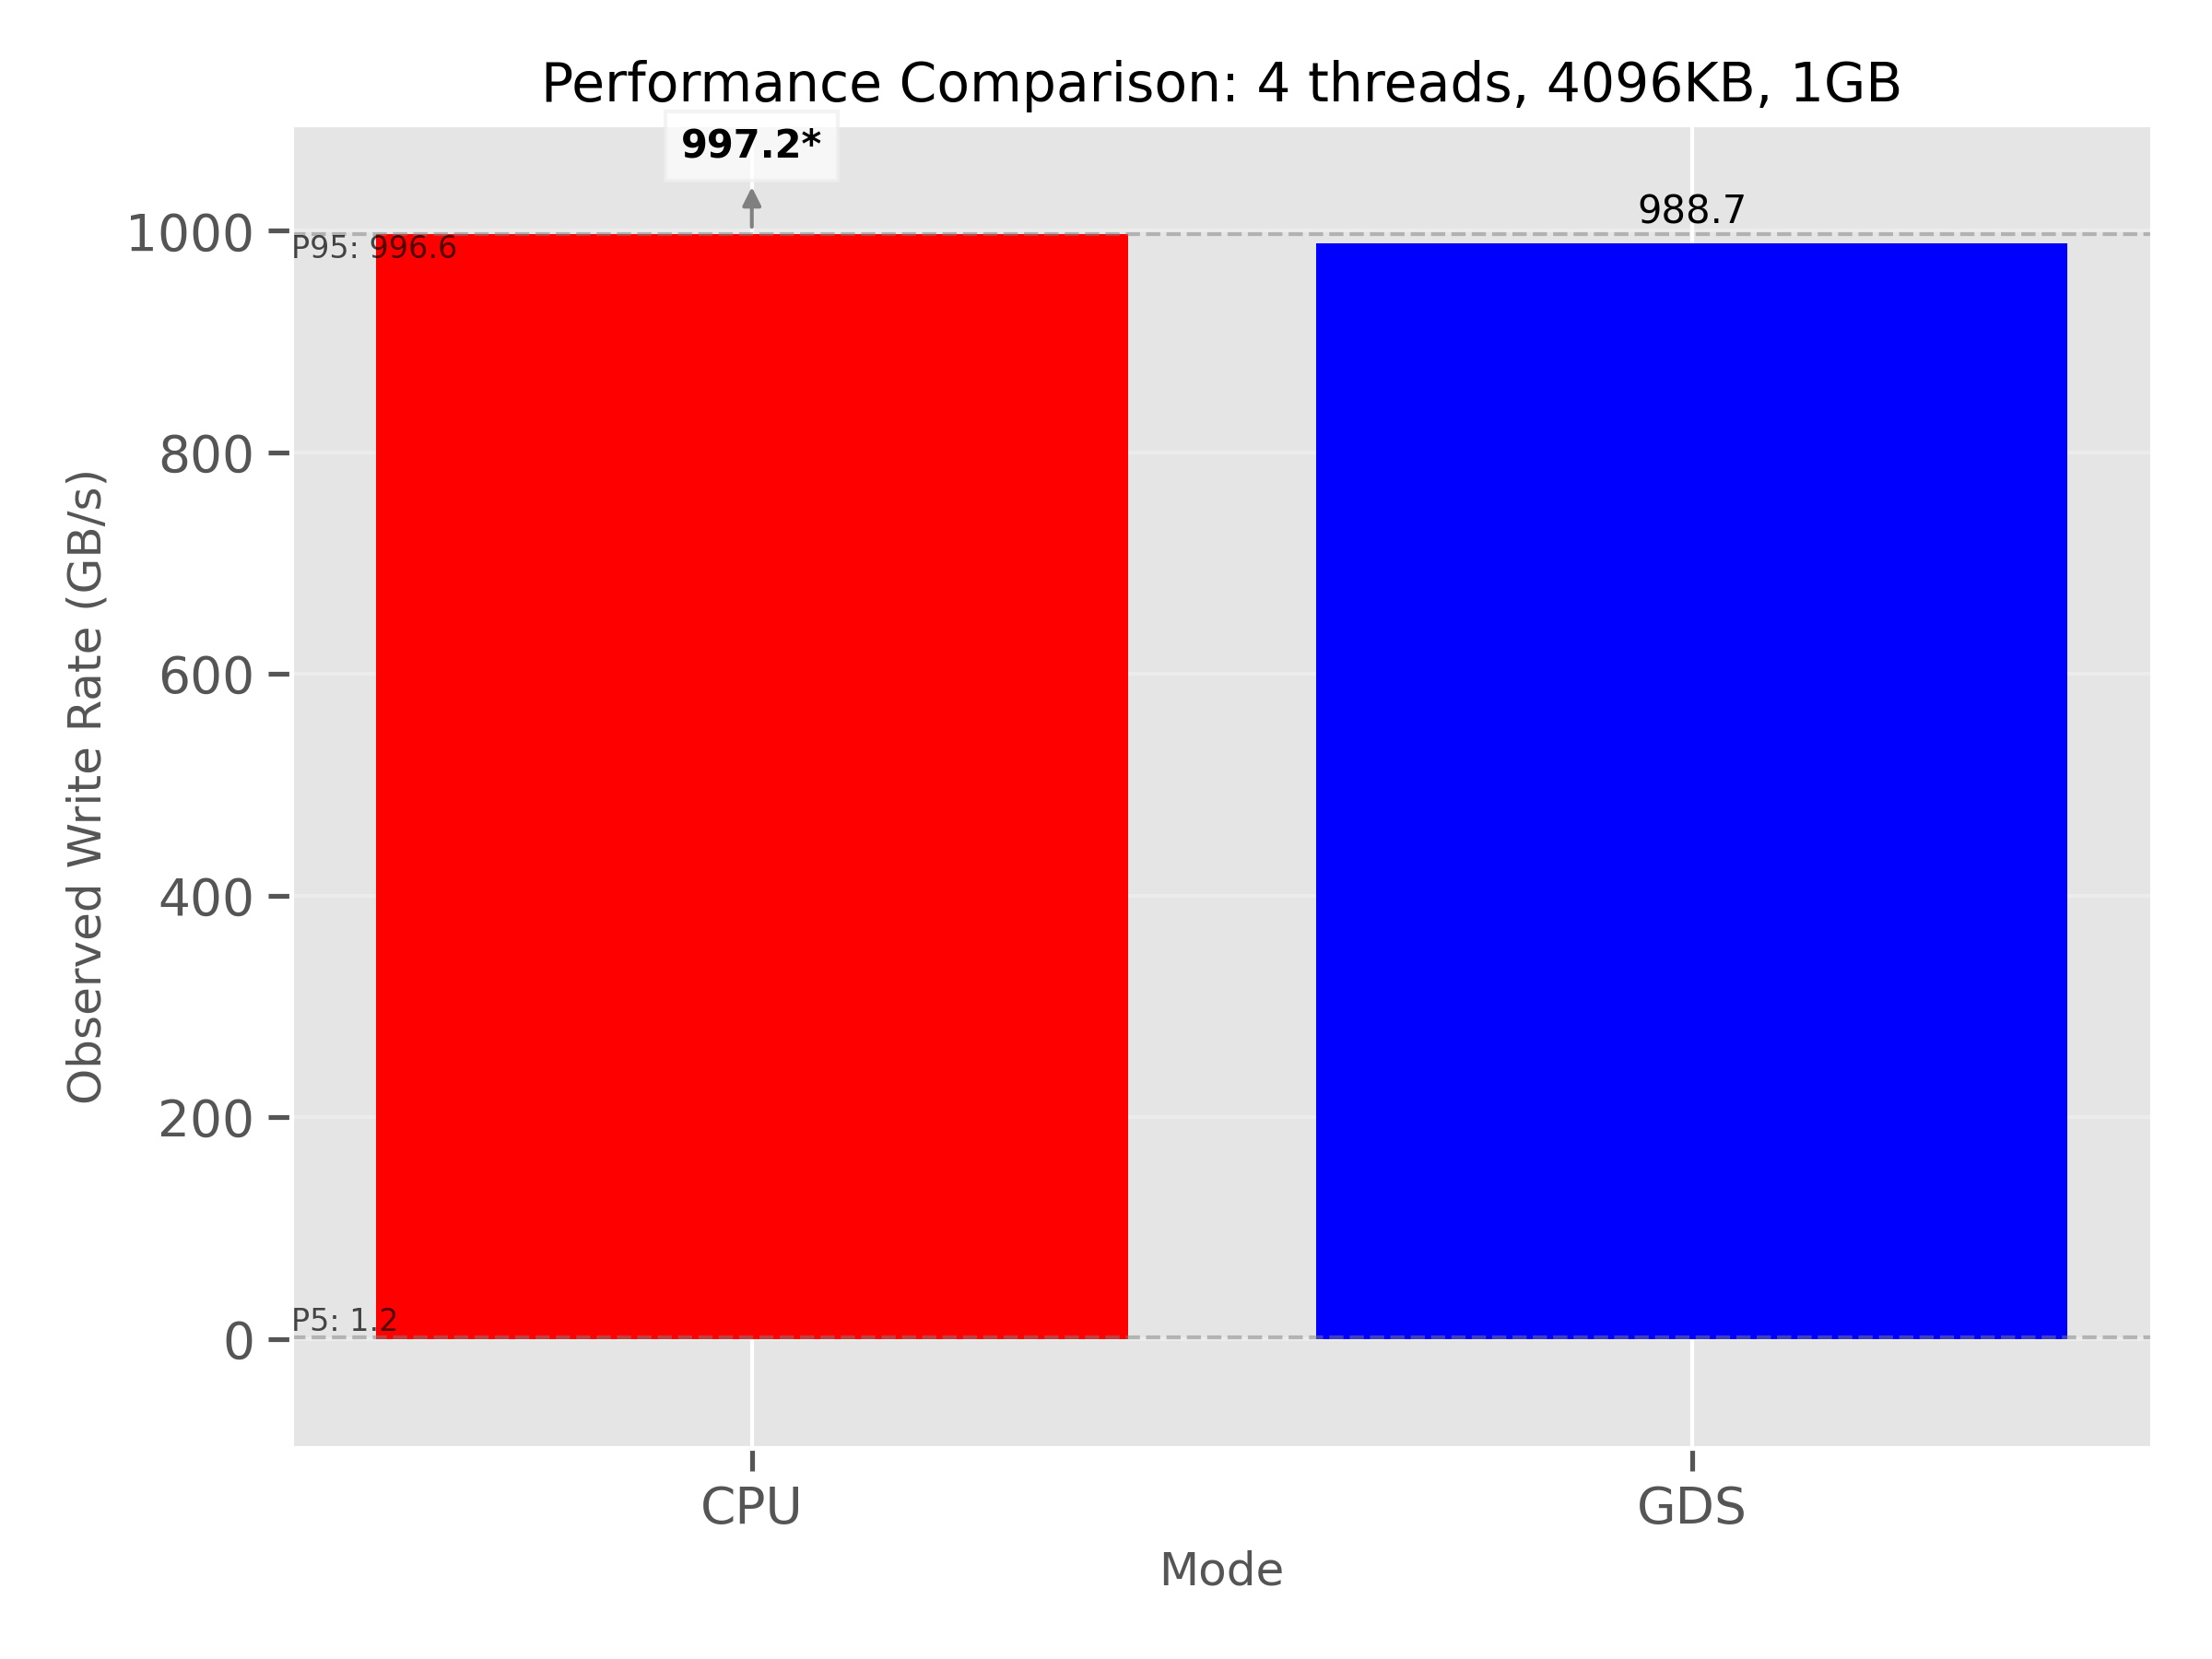 Performance Comparison: 4 threads, 4096KB, 1GB
997.2*
988.7
P95: 996.6
P5: 1.2
1000
800
600
400
200
0
Observed Write Rate (GB/s)
CPU
GDS
Mode